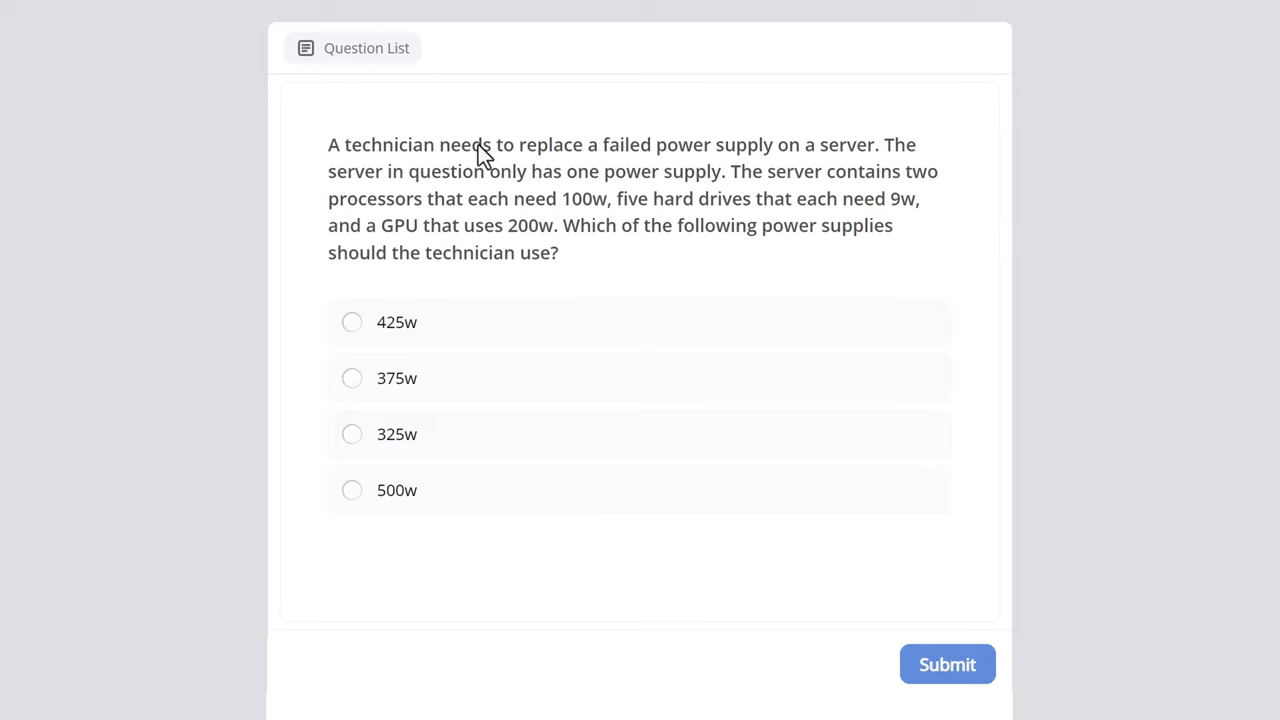 Question List
A technician needs to replace a failed power supply on a server. The
server in question only has one power supply. The server contains two
processors that each need 100w, five hard drives that each need 9w,
and a GPU that uses 200w. Which of the following power supplies
should the technician use?
425w
375w
325w
500w
Submit